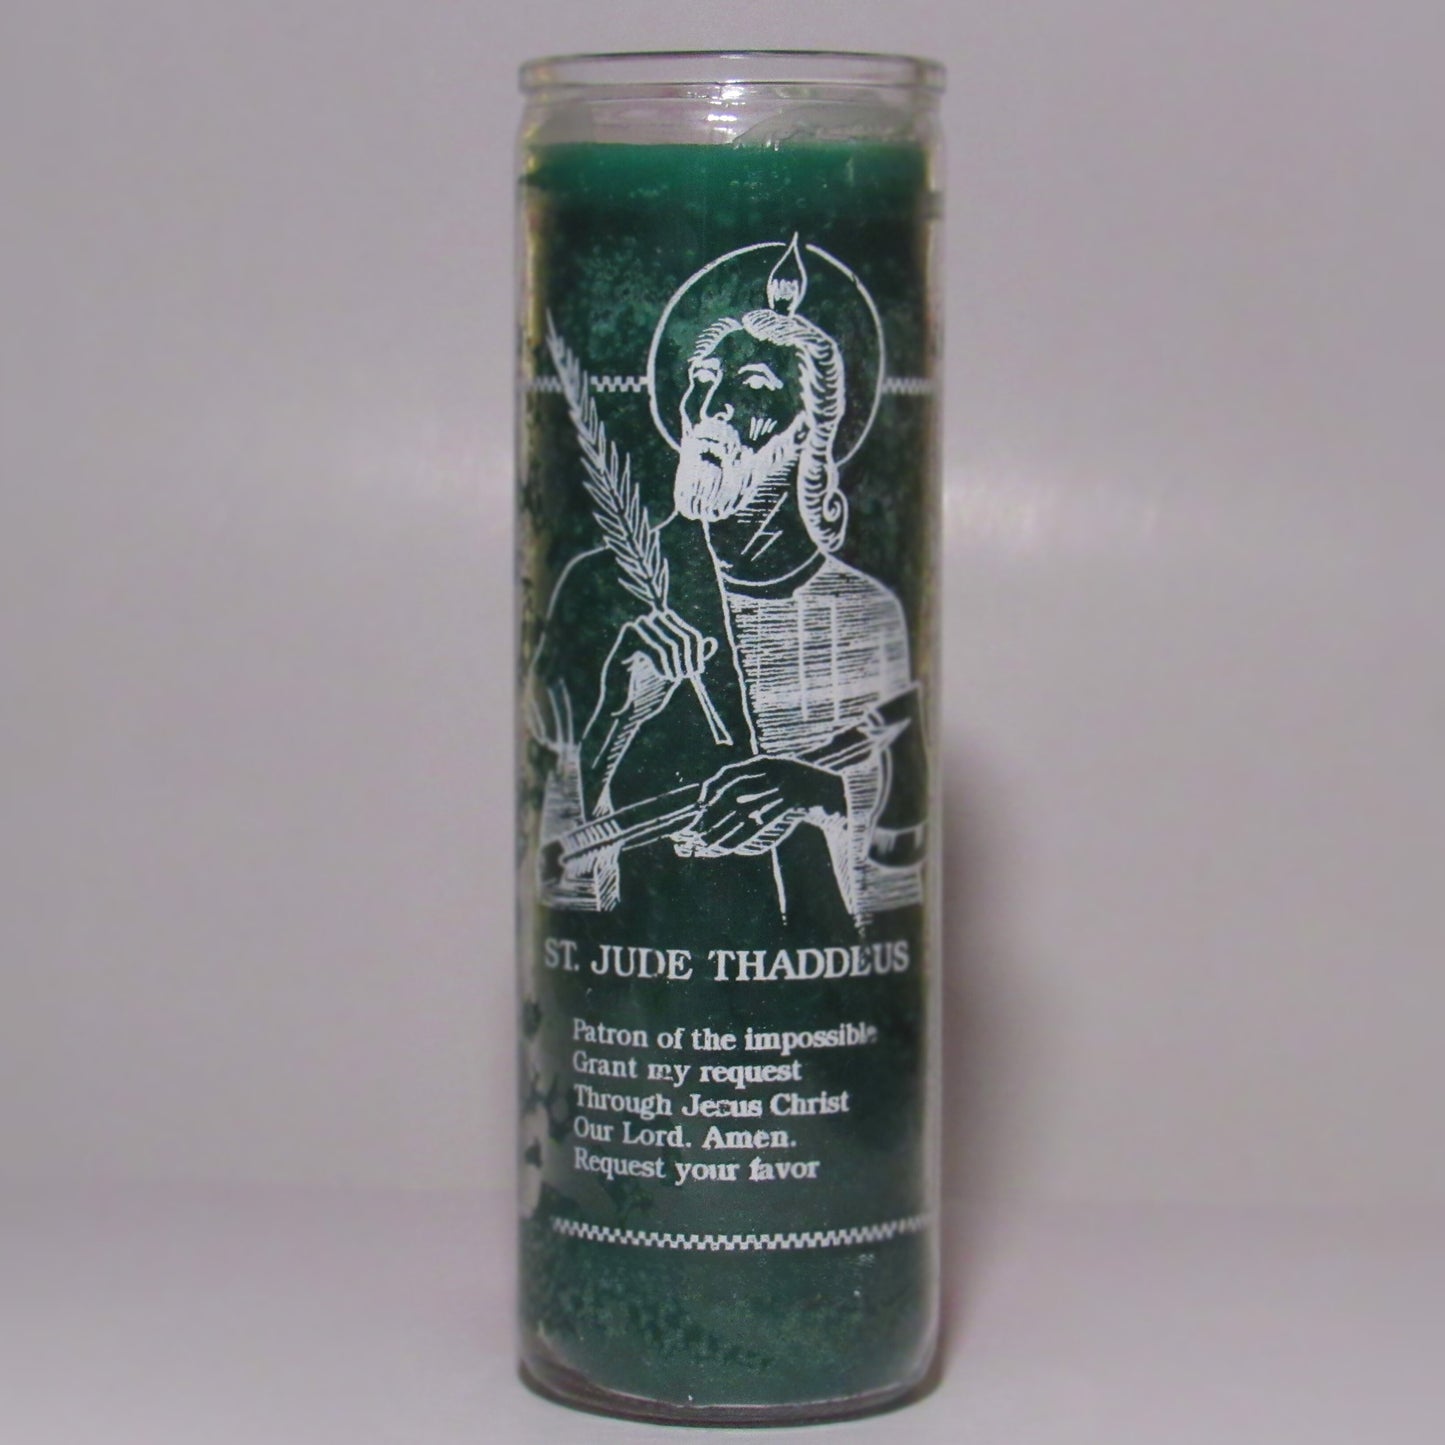 ST. JUDE THADDEUS
Patron of the impossible
Grant my request
Through Jesus Christ
Our Lord. Amen.
Request your favor